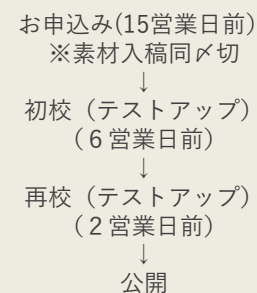 お申込み(15営業日前)
※素材入稿同〆切
↓
初校（テストアップ）
（６営業日前）
↓
再校（テストアップ）
（２営業日前）
↓
公開